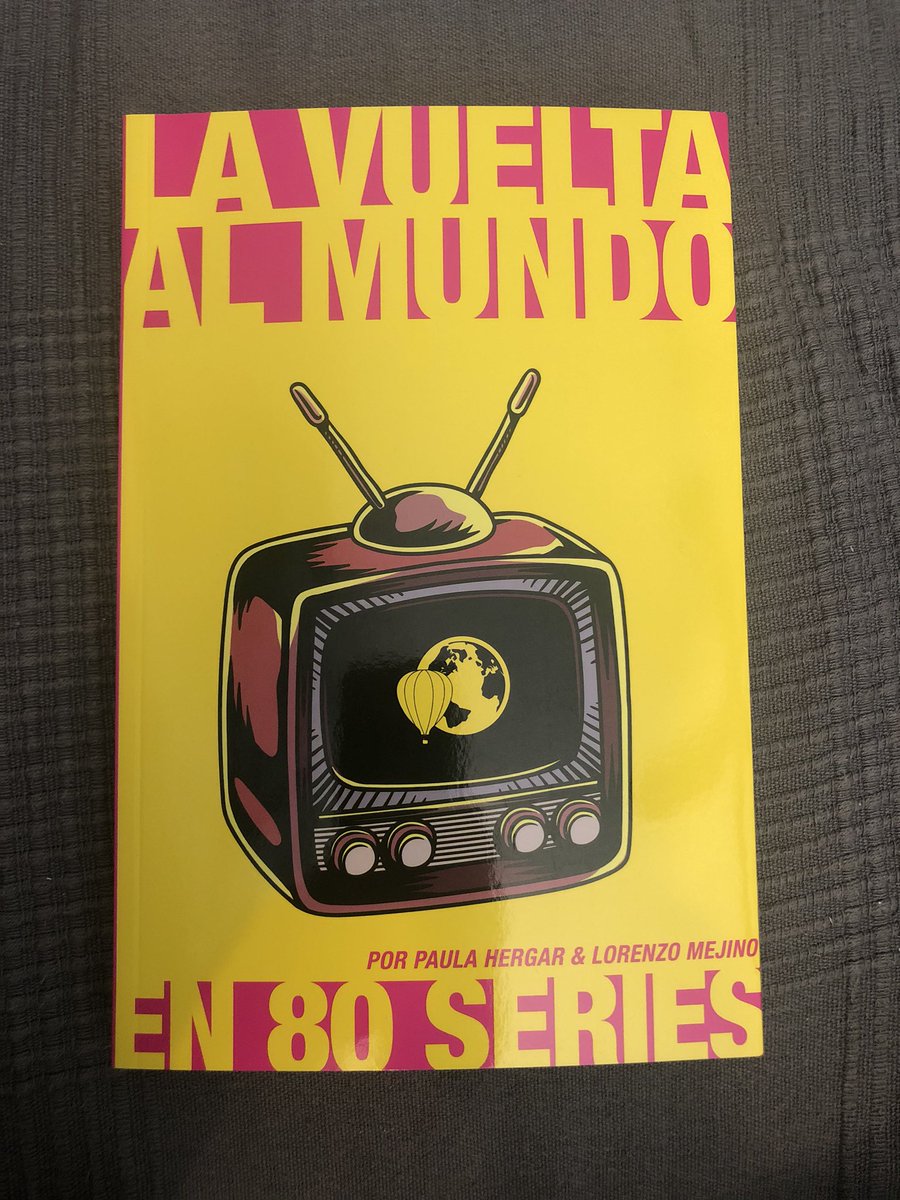 LA VUELTA
AL MUNDO
POR PAULA HERGAR & LORENZO MEJINO
EN 80 SERIES